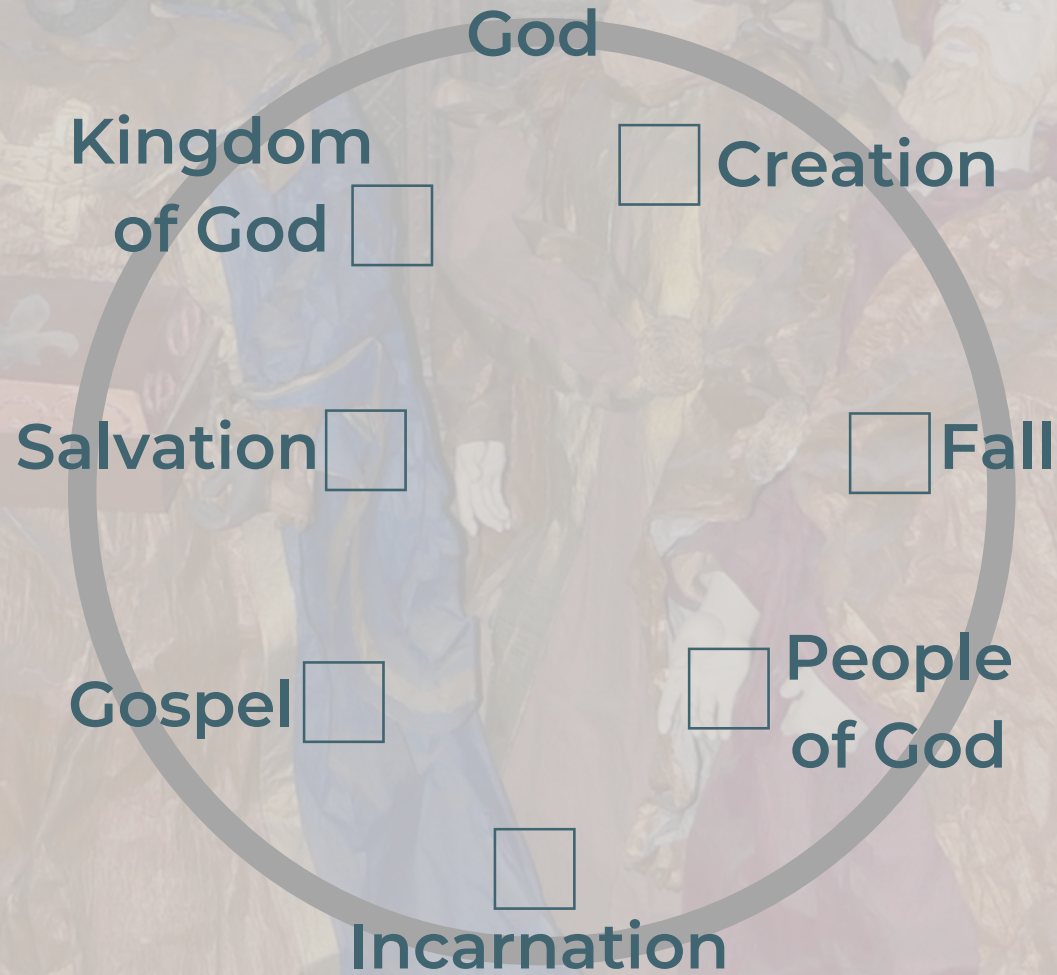 God
Creation
Fall
People
of God
Incarnation
Gospel
Salvation
Kingdom
of God